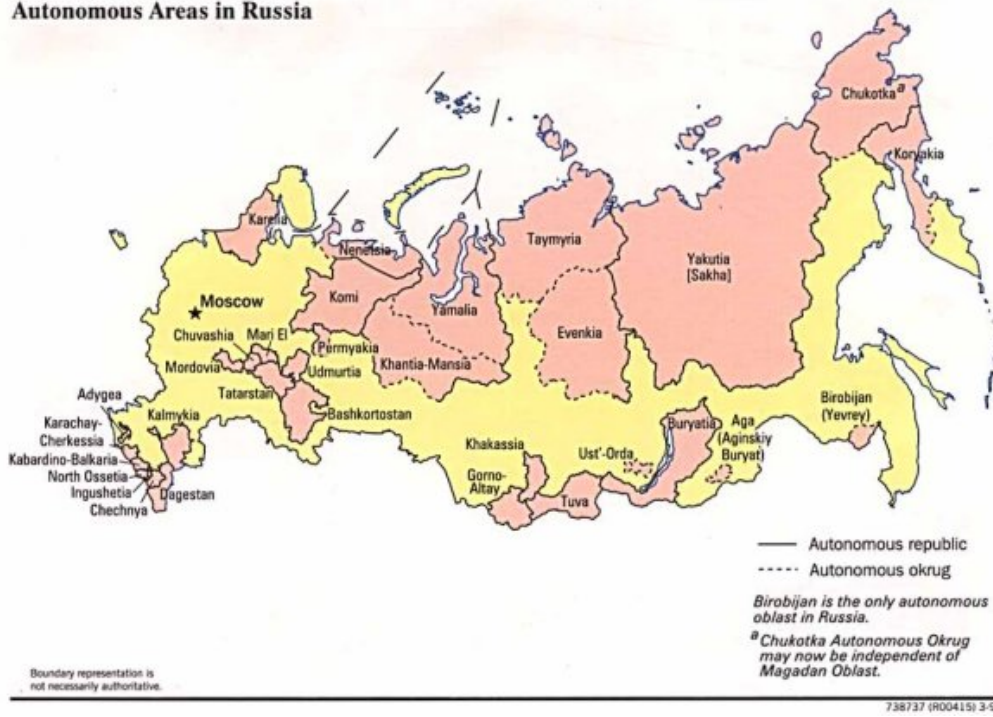 Autonomous Areas in Russia
Chukotka a
Koryakia
Karelia
Nenetsia
Taymyria
Yakutia
[Sakha]
Komi
Yamalia
Moscow
Evenkia
Chuvashia
Mari El
Permyakia
Khantia-Mansia
Mordovia
Udmurtia
Tatarstan
Adygea
Bashkortostan
Birobijan
(Yevrey)
Karachay-
Cherkessia
Kalmykia
Buryatia
Aga
(Aginskiy
Buryat)
Khakassia
Ust'-Orda
Kabardino-Balkaria
North Ossetia
Gorno-
Altay
Ingushetia
Dagestan
Tuva
Chechnya
Autonomous republic
Autonomous okrug
Birobijan is the only autonomous
oblast in Russia.
a Chukotka Autonomous Okrug
may now be independent of
Magadan Oblast.
Boundary representation is
not necessarily authoritative.
738737 (R00415) 3-9